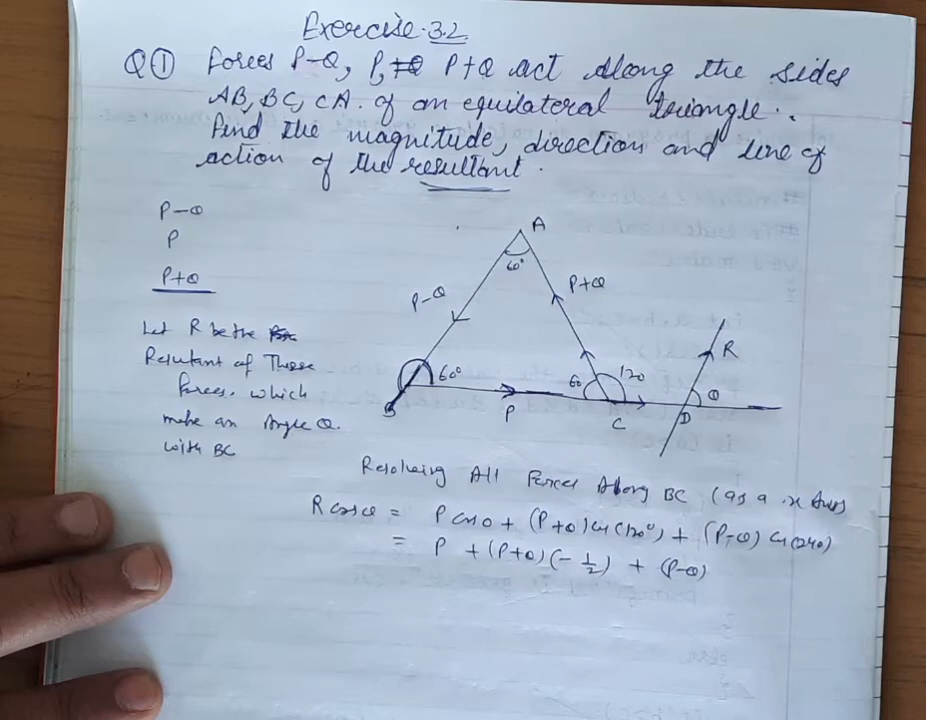 Exercise.3.2
Q① Forces P-Q, P, P+Q act along the sides
AB, BC, CA. of an equilateral triangle.
Find the magnitude, direction and line of
action of the resultant.
P-Q
P
P+Q
Let R be the
Resultant of These
forces. which
make an Angle Q.
with BC
A
60°
P-Q
P+Q
60°
60
120
R
Q
B
P
C
D
Resolving All Forces Along BC (as a x Axis
R cosQ = P cos 0 + (P+Q) cos(120°) + (P-Q) cos(240)
= P + (P+Q)(- 1/2) + (P-Q)